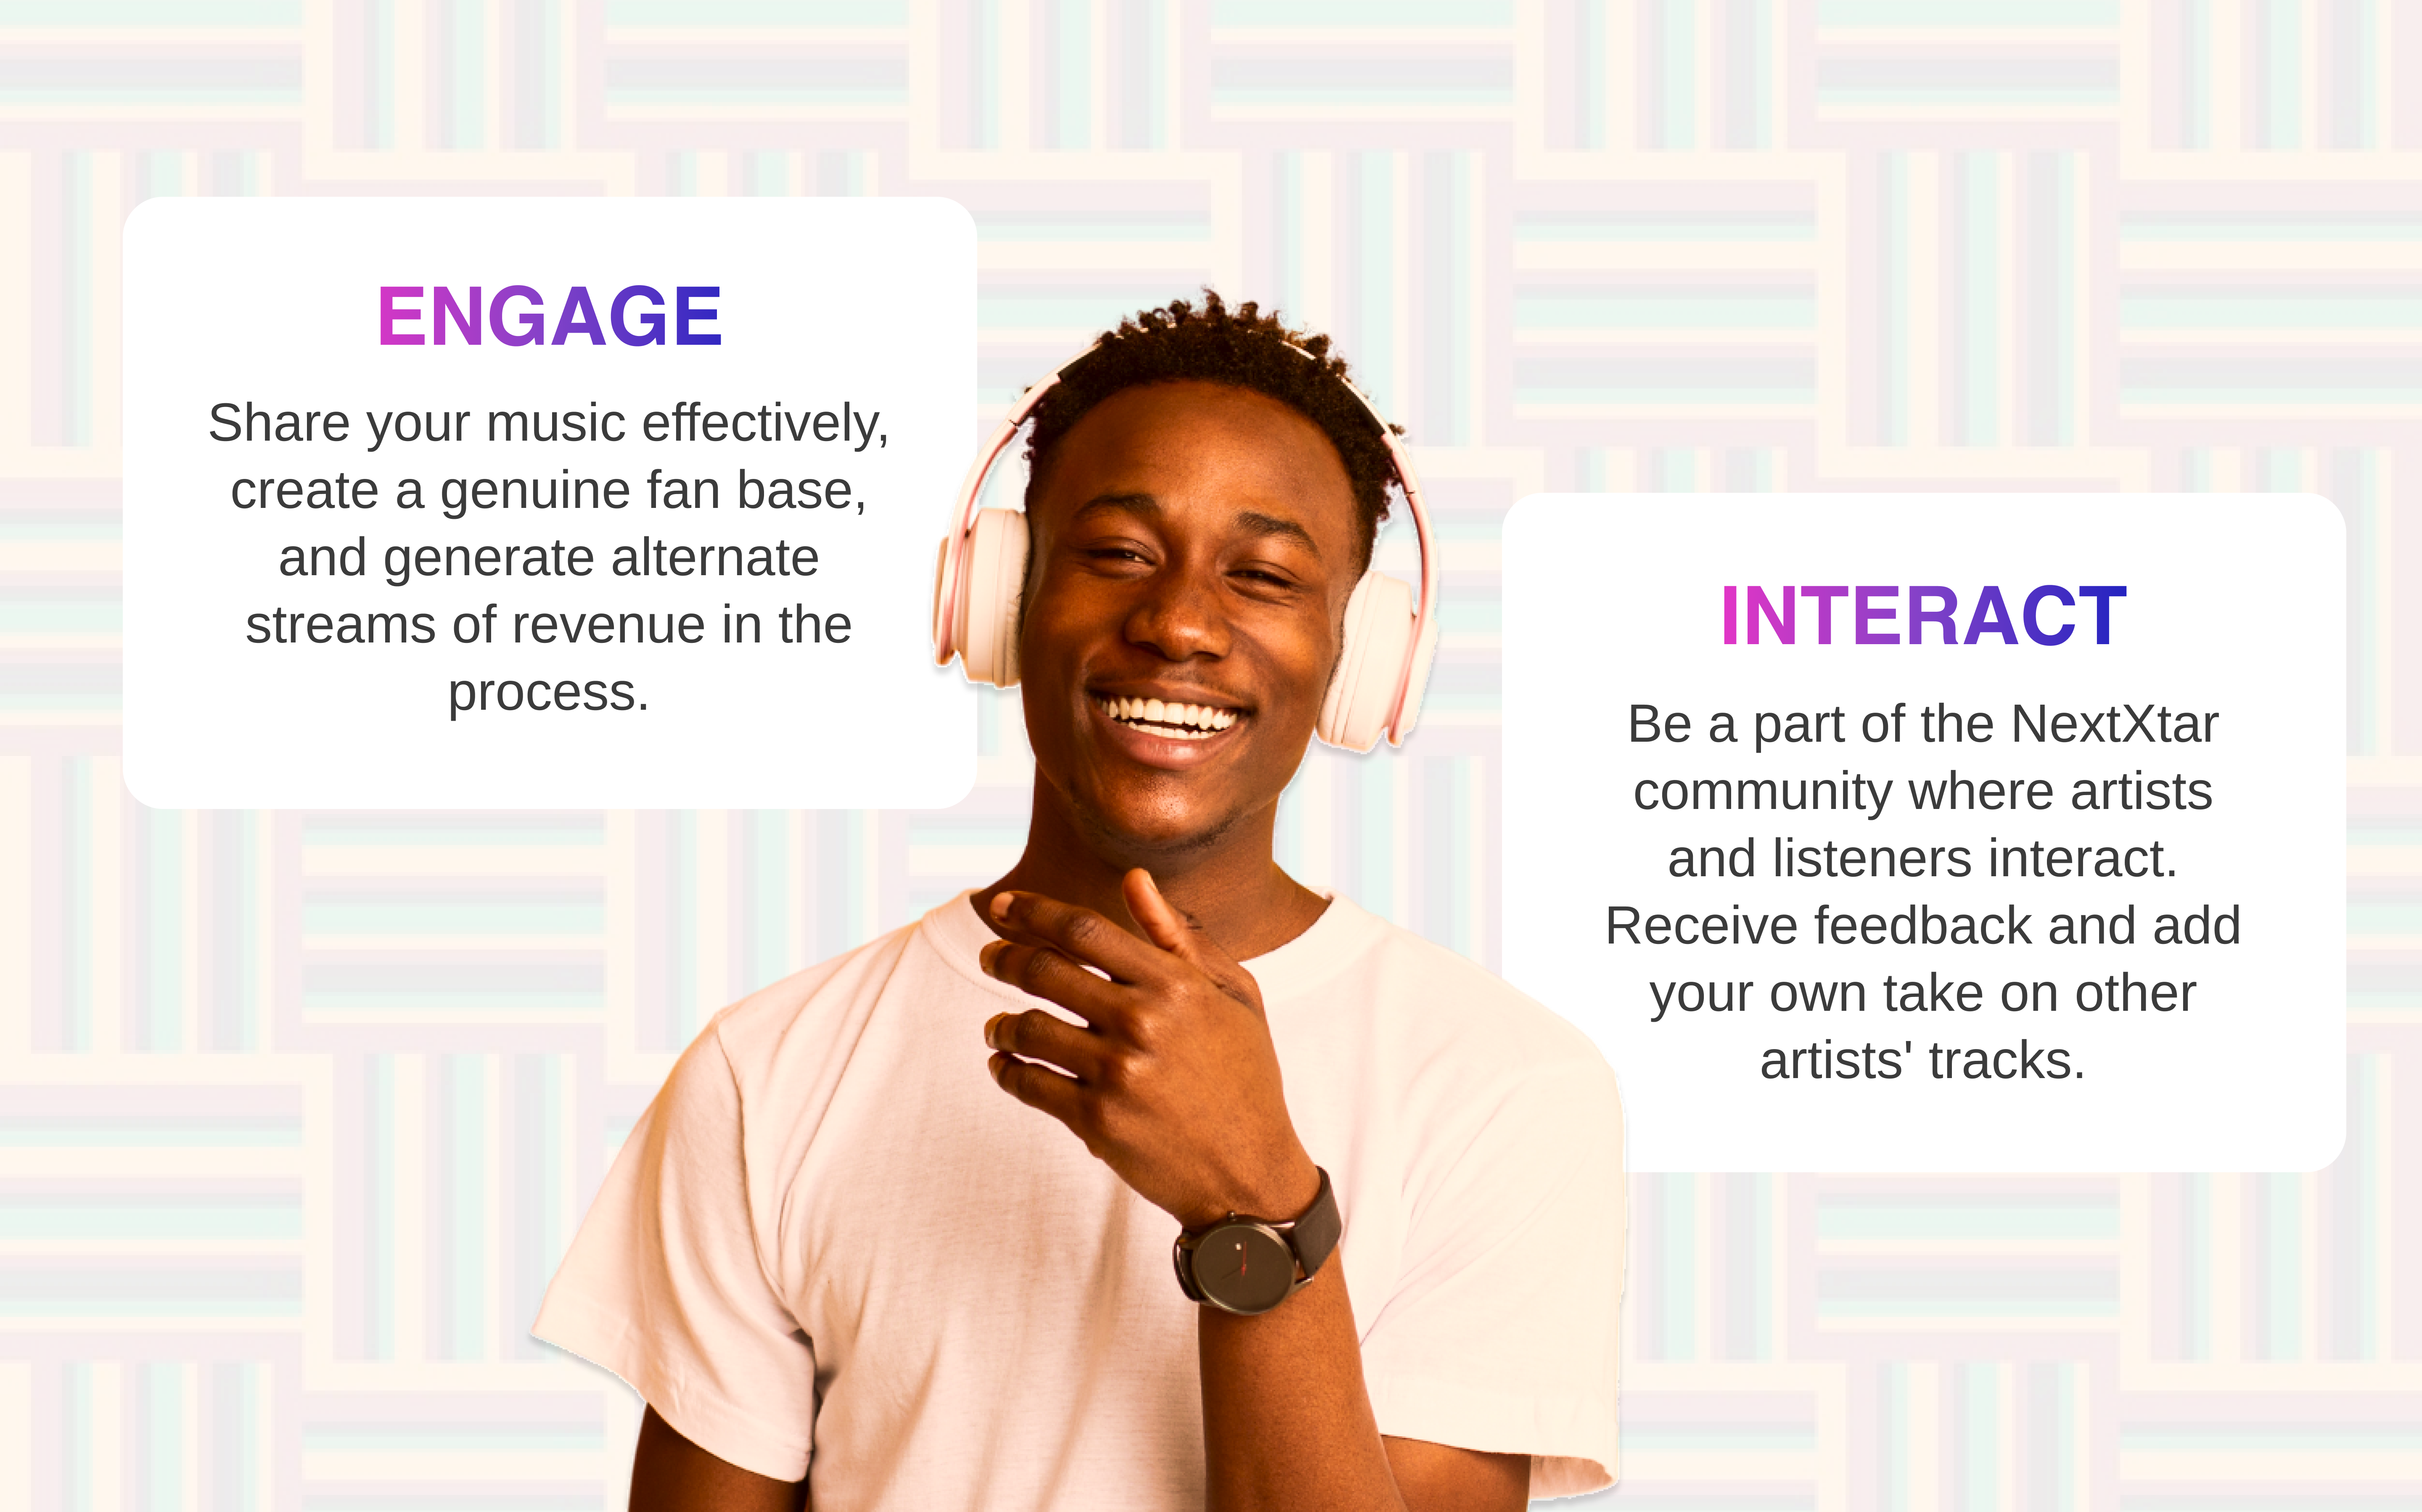 ENGAGE
Share your music effectively,
create a genuine fan base,
and generate alternate
streams of revenue in the
process.
INTERACT
Be a part of the NextXtar
community where artists
and listeners interact.
Receive feedback and add
your own take on other
artists' tracks.